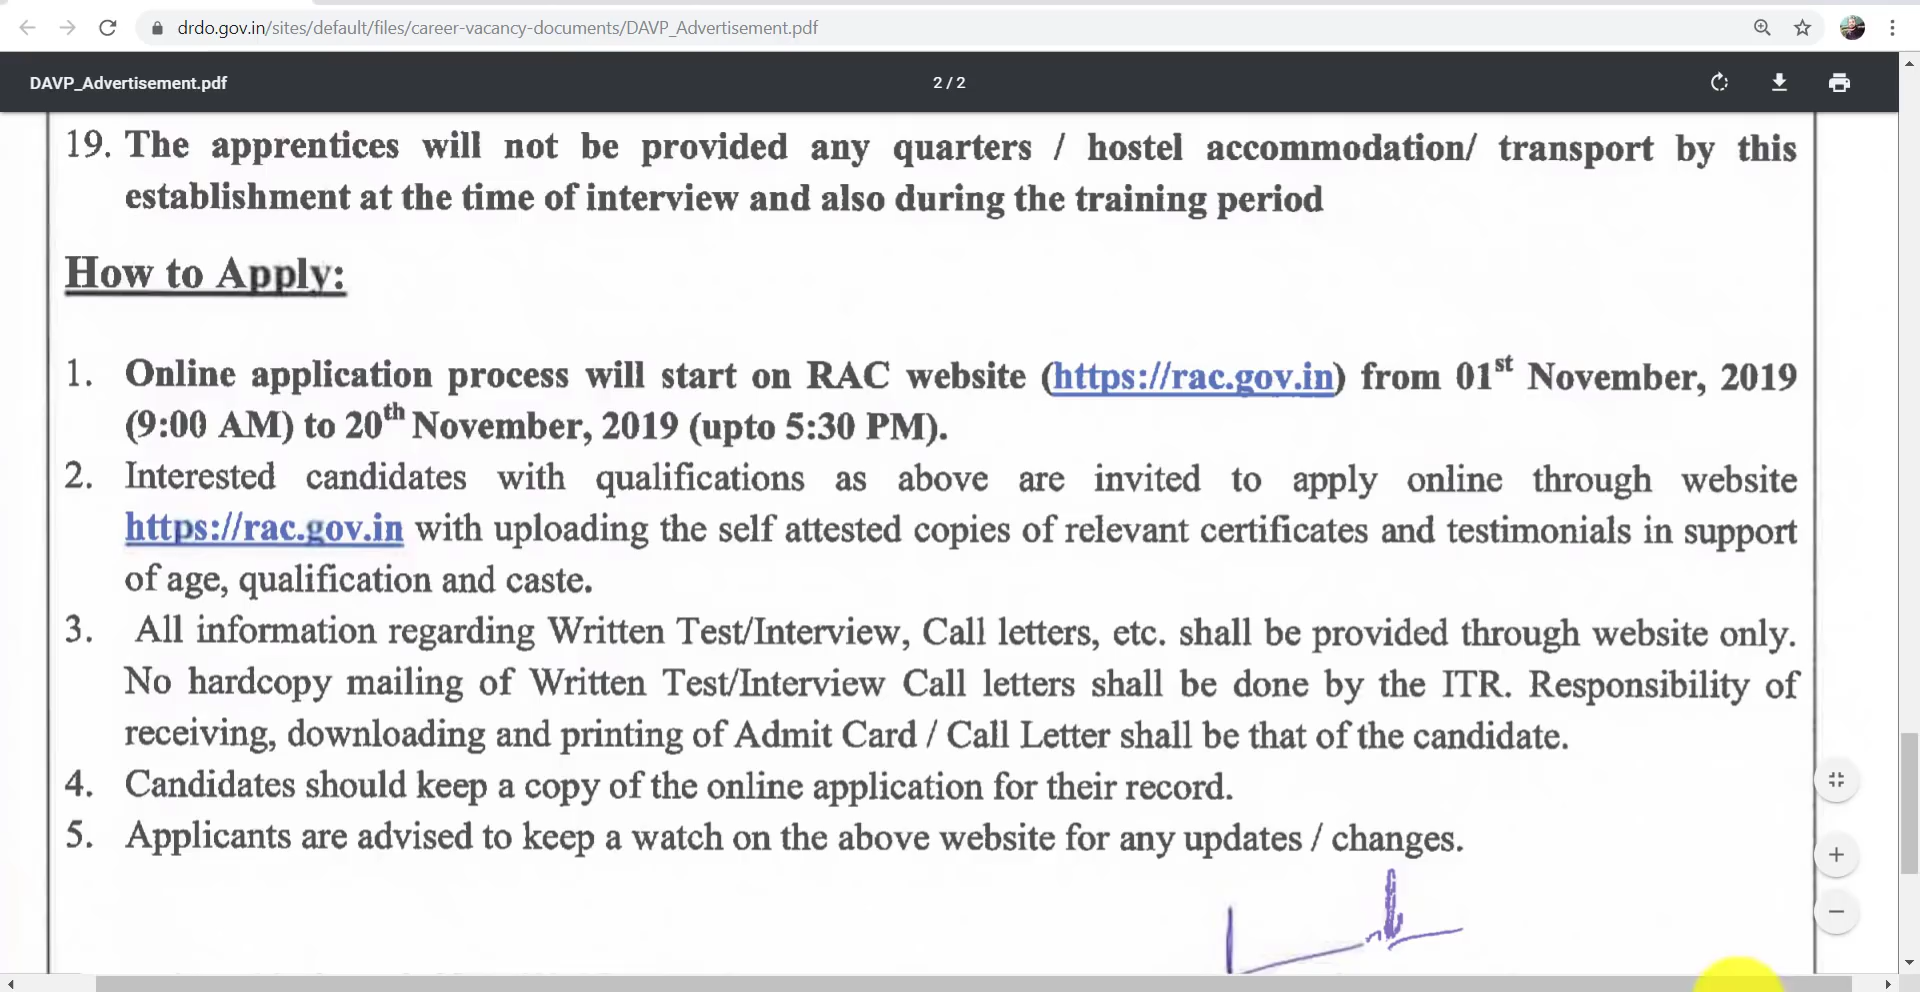 drdo.gov.in/sites/default/files/career-vacancy-documents/DAVP_Advertisement.pdf
DAVP_Advertisement.pdf
2 / 2
19. The apprentices will not be provided any quarters / hostel accommodation/ transport by this
establishment at the time of interview and also during the training period
How to Apply:
1. Online application process will start on RAC website (https://rac.gov.in) from 01st November, 2019
(9:00 AM) to 20th November, 2019 (upto 5:30 PM).
2. Interested candidates with qualifications as above are invited to apply online through website
https://rac.gov.in with uploading the self attested copies of relevant certificates and testimonials in support
of age, qualification and caste.
3. All information regarding Written Test/Interview, Call letters, etc. shall be provided through website only.
No hardcopy mailing of Written Test/Interview Call letters shall be done by the ITR. Responsibility of
receiving, downloading and printing of Admit Card / Call Letter shall be that of the candidate.
4. Candidates should keep a copy of the online application for their record.
5. Applicants are advised to keep a watch on the above website for any updates / changes.